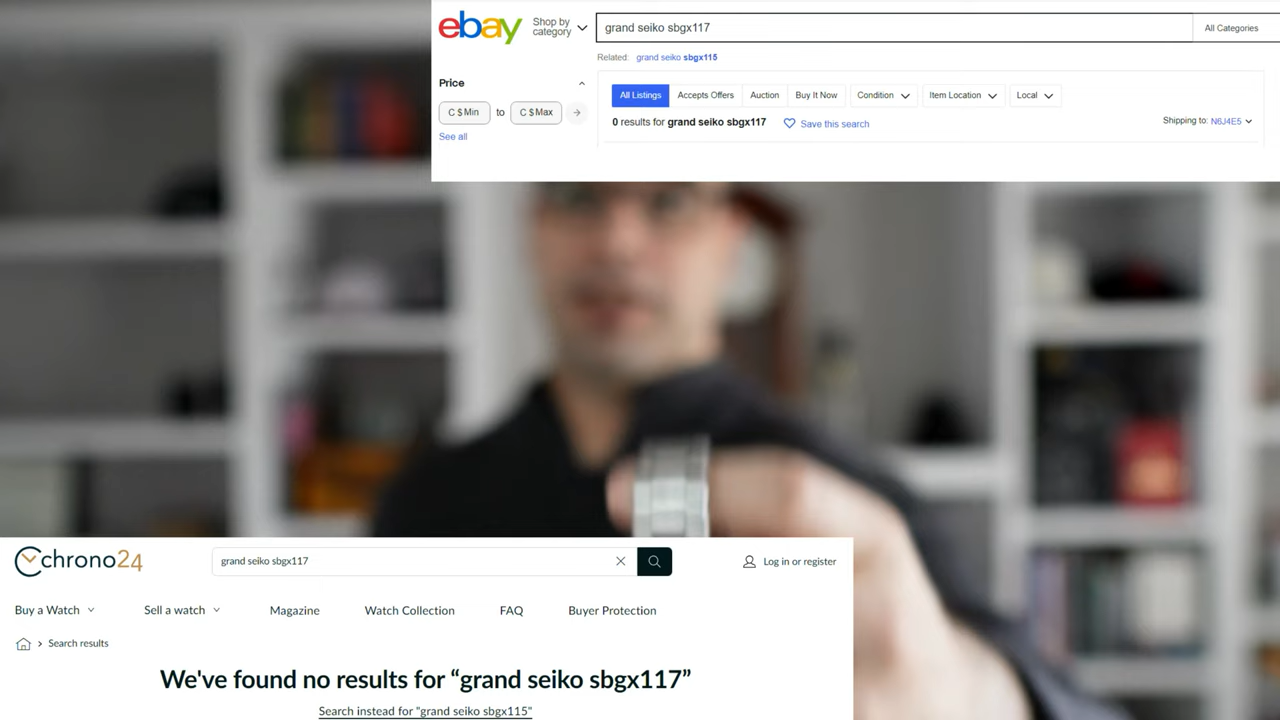 ebay
Shop by
category
grand seiko sbgx117
All Categories
Related: grand seiko sbgx115
Price
C $ Min to C $ Max
See all
All Listings Accepts Offers Auction Buy It Now Condition Item Location Local
0 results for grand seiko sbgx117 Save this search
Shipping to: N6J4E5
chrono24
grand seiko sbgx117
Log in or register
Buy a Watch Sell a watch Magazine Watch Collection FAQ Buyer Protection
> Search results
We've found no results for “grand seiko sbgx117”
Search instead for "grand seiko sbgx115"